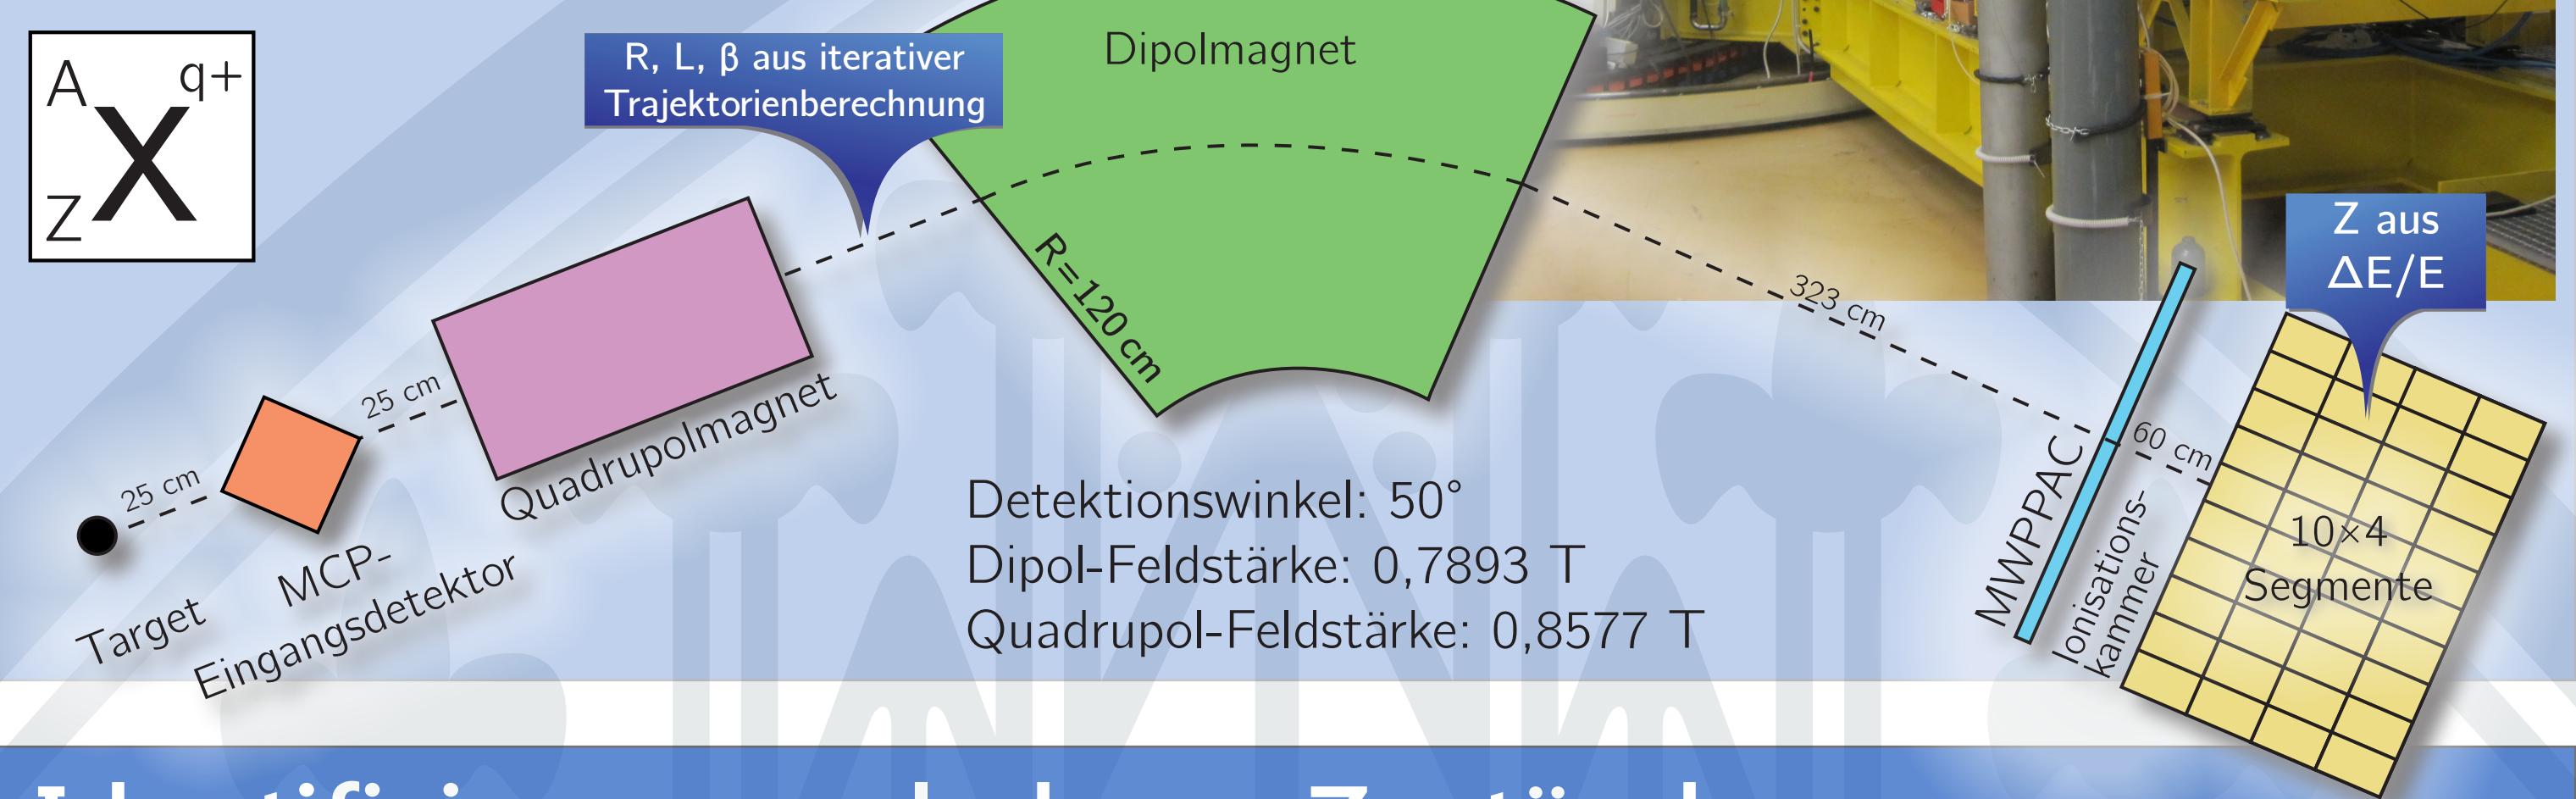 A q+
X
Z
R, L, β aus iterativer
Trajektorienberechnung
Dipolmagnet
R=120 cm
323 cm
Z aus
ΔE/E
25 cm
25 cm
Quadrupolmagnet
MCP-
Eingangsdetektor
Target
Detektionswinkel: 50°
Dipol-Feldstärke: 0,7893 T
Quadrupol-Feldstärke: 0,8577 T
MWPPAC
60 cm
Ionisations-
kammer
10×4
Segmente